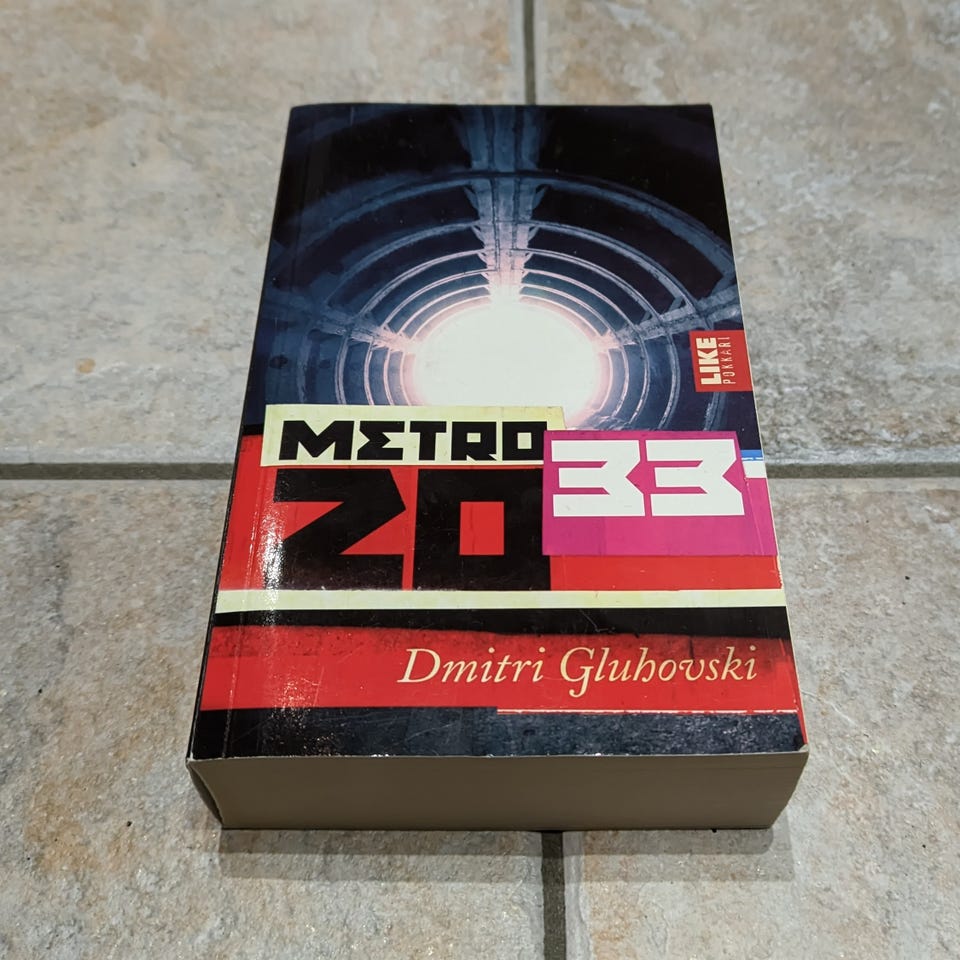 LIKE
POKKARI
METRO
2033
Dmitri Gluhovski